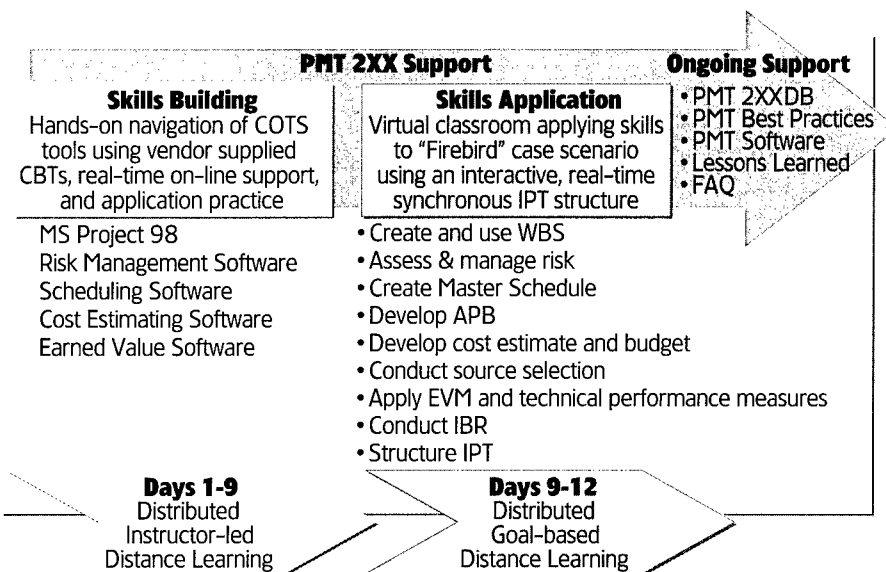 PMT 2XX Support
Ongoing Support
Skills Building
Hands-on navigation of COTS
tools using vendor supplied
CBTs, real-time on-line support,
and application practice
MS Project 98
Risk Management Software
Scheduling Software
Cost Estimating Software
Earned Value Software
Skills Application
Virtual classroom applying skills
to "Firebird" case scenario
using an interactive, real-time
synchronous IPT structure
• Create and use WBS
• Assess & manage risk
• Create Master Schedule
• Develop APB
• Develop cost estimate and budget
• Conduct source selection
• Apply EVM and technical performance measures
• Conduct IBR
• Structure IPT
• PMT 2XXDB
• PMT Best Practices
• PMT Software
• Lessons Learned
• FAQ
Days 1-9
Distributed
Instructor-led
Distance Learning
Days 9-12
Distributed
Goal-based
Distance Learning